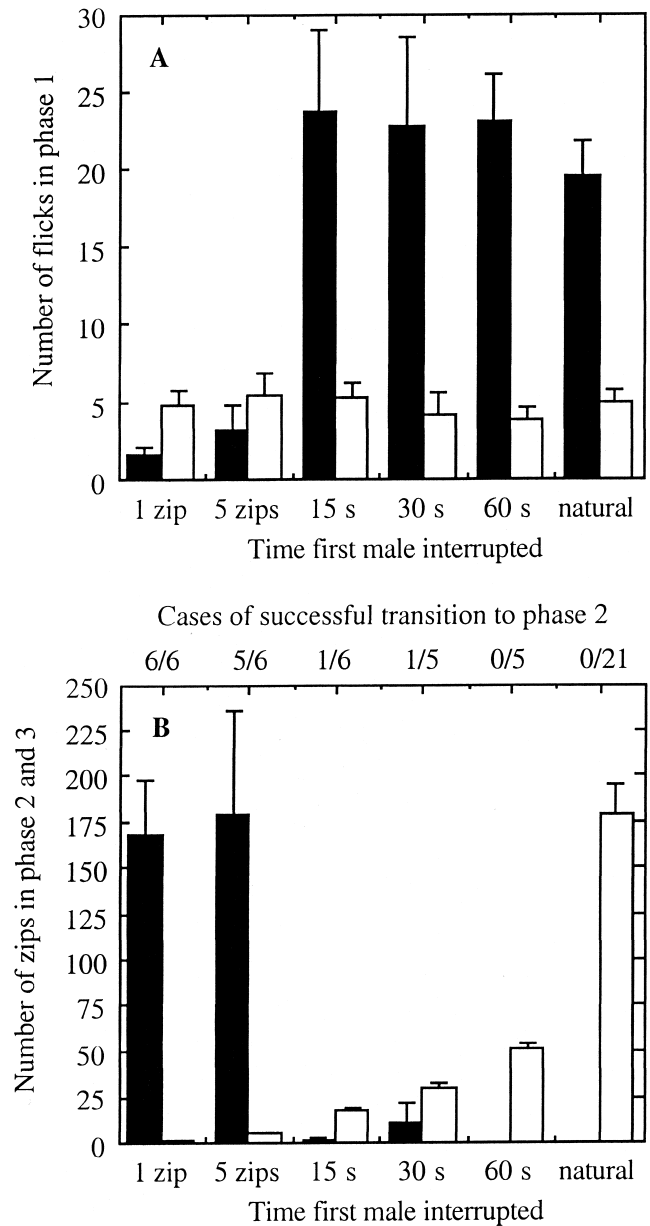 A
30
25
20
15
10
5
0
Number of flicks in phase 1
1 zip 5 zips 15 s 30 s 60 s natural
Time first male interrupted
Cases of successful transition to phase 2
6/6 5/6 1/6 1/5 0/5 0/21
B
250
225
200
175
150
125
100
75
50
25
0
Number of zips in phase 2 and 3
1 zip 5 zips 15 s 30 s 60 s natural
Time first male interrupted